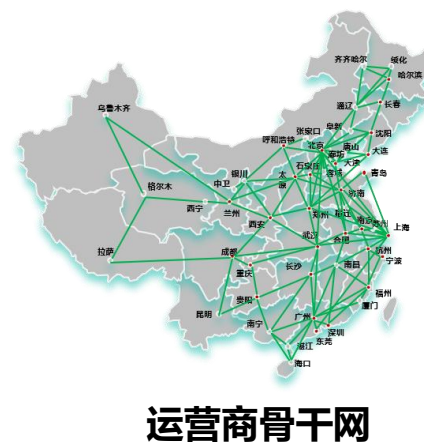 齐齐哈尔
绥化
哈尔滨
乌鲁木齐
通辽
长春
阜新
沈阳
张家口
呼和浩特
北京
唐山
大连
廊坊
天津
石家庄
银川
中卫
太原
青岛
济南
格尔木
西宁
兰州
西安
郑州
南京
上海
武汉
合肥
杭州
宁波
拉萨
成都
重庆
长沙
南昌
福州
贵阳
厦门
昆明
南宁
广州
深圳
东莞
湛江
海口
运营商骨干网